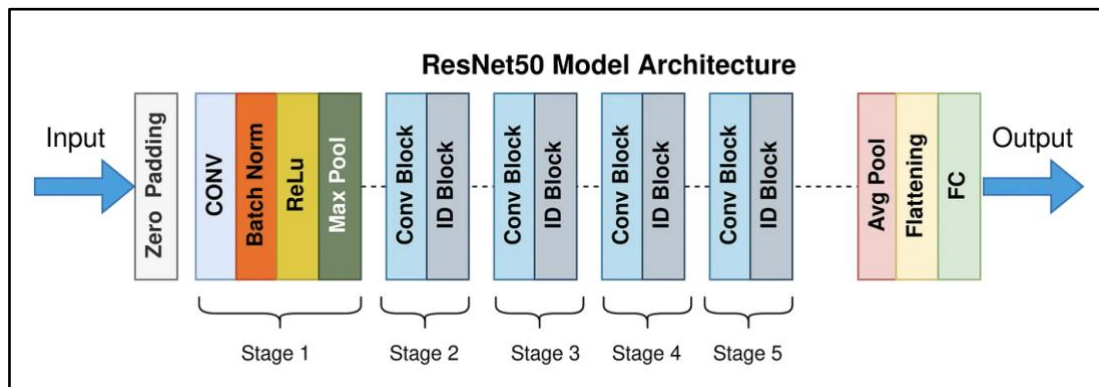 ResNet50 Model Architecture
Input
Zero Padding
CONV
Batch Norm
ReLu
Max Pool
Conv Block
ID Block
Conv Block
ID Block
Conv Block
ID Block
Conv Block
ID Block
Avg Pool
Flattening
FC
Output
Stage 1
Stage 2
Stage 3
Stage 4
Stage 5